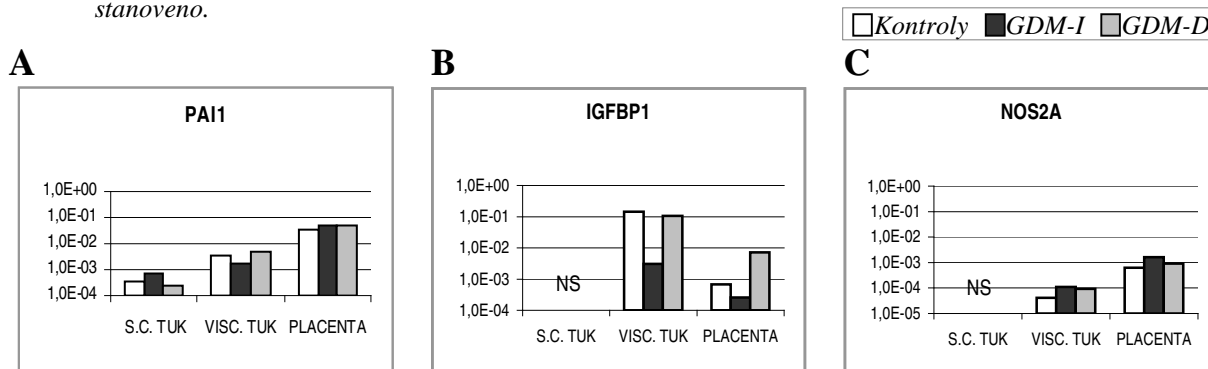 stanoveno.
Kontroly GDM-I GDM-D
A
B
C
PAI1
1,0E+00
1,0E-01
1,0E-02
1,0E-03
1,0E-04
S.C. TUK VISC. TUK PLACENTA
IGFBP1
1,0E+00
1,0E-01
1,0E-02
1,0E-03
1,0E-04
NS
S.C. TUK VISC. TUK PLACENTA
NOS2A
1,0E+00
1,0E-01
1,0E-02
1,0E-03
1,0E-04
1,0E-05
NS
S.C. TUK VISC. TUK PLACENTA